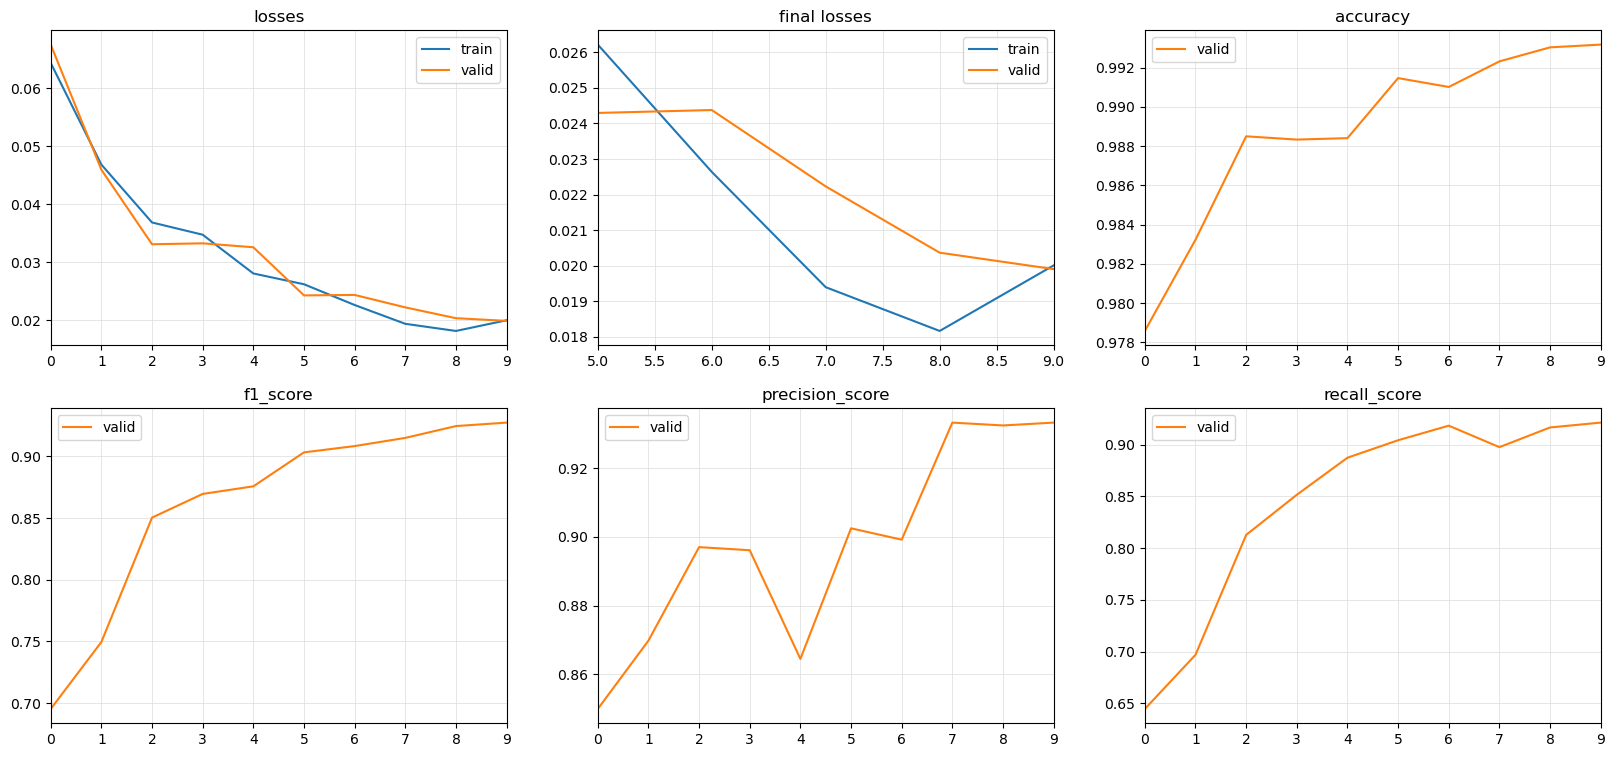 losses
train
valid
0.06
0.05
0.04
0.03
0.02
0 1 2 3 4 5 6 7 8 9
final losses
train
valid
0.026
0.025
0.024
0.023
0.022
0.021
0.020
0.019
0.018
5.0 5.5 6.0 6.5 7.0 7.5 8.0 8.5 9.0
accuracy
valid
0.992
0.990
0.988
0.986
0.984
0.982
0.980
0.978
0 1 2 3 4 5 6 7 8 9
f1_score
valid
0.90
0.85
0.80
0.75
0.70
0 1 2 3 4 5 6 7 8 9
precision_score
valid
0.92
0.90
0.88
0.86
0 1 2 3 4 5 6 7 8 9
recall_score
valid
0.90
0.85
0.80
0.75
0.70
0.65
0 1 2 3 4 5 6 7 8 9